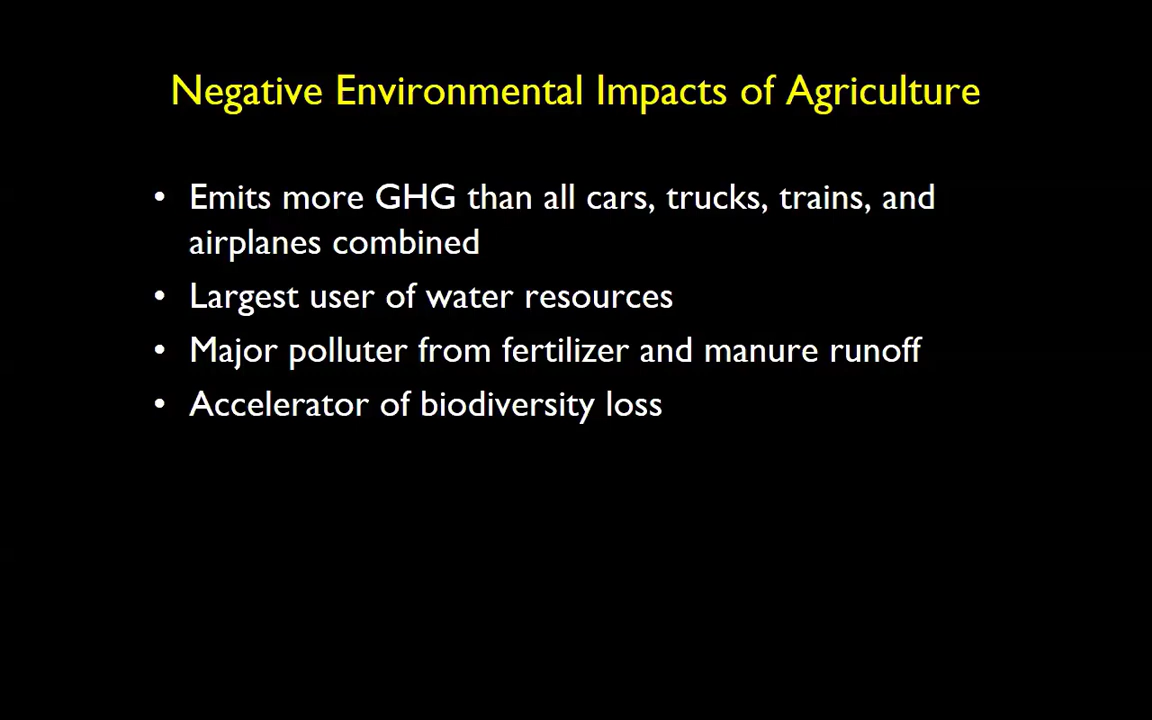 Negative Environmental Impacts of Agriculture
• Emits more GHG than all cars, trucks, trains, and
airplanes combined
• Largest user of water resources
• Major polluter from fertilizer and manure runoff
• Accelerator of biodiversity loss